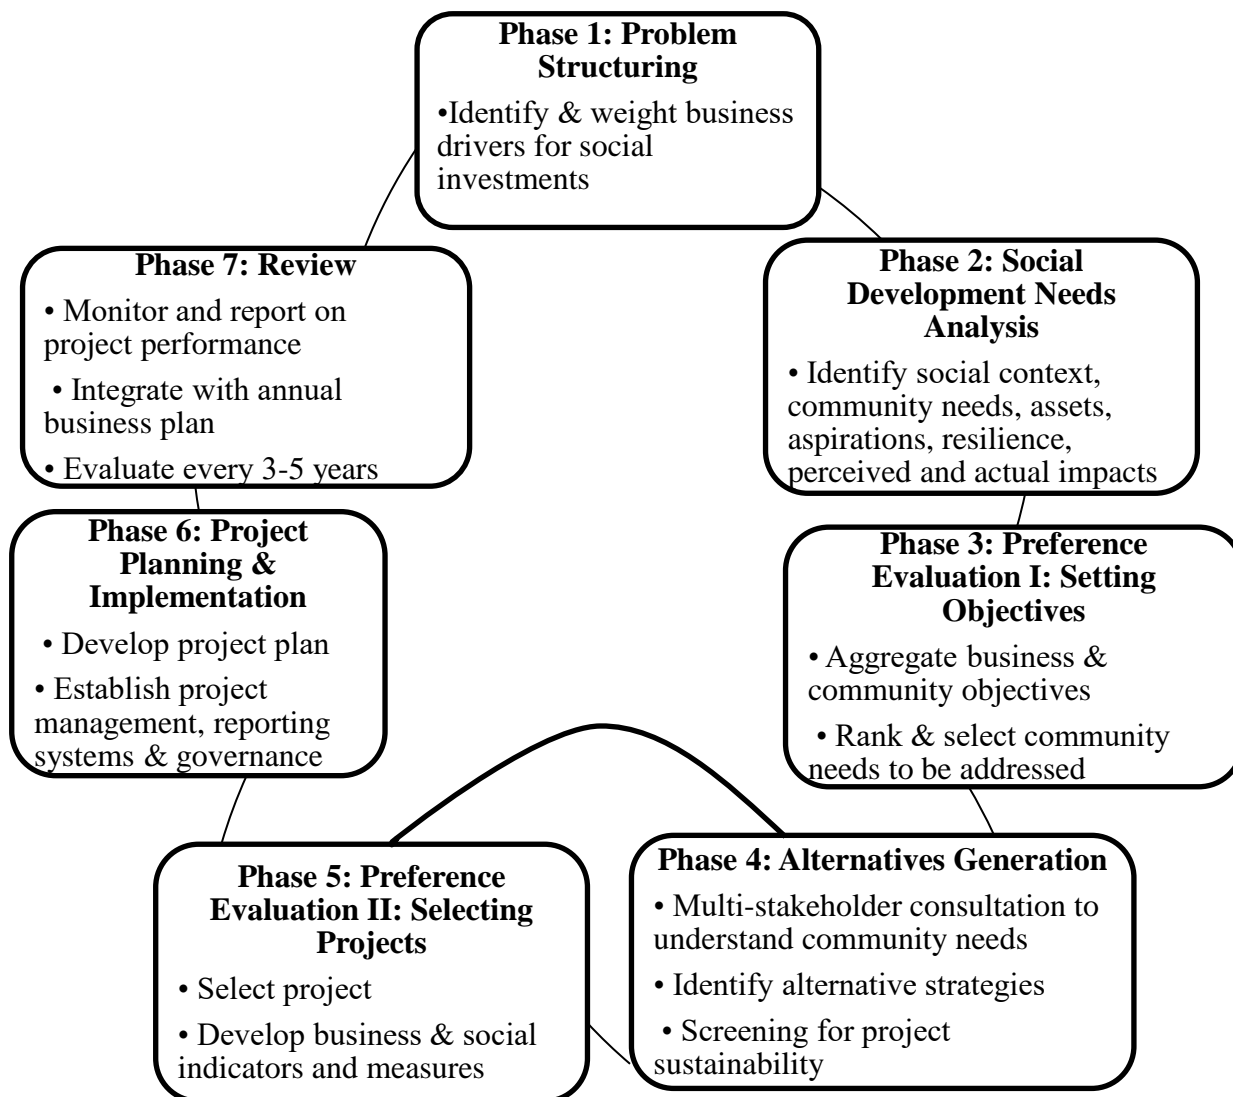 Phase 1: Problem
Structuring
•Identify & weight business
drivers for social
investments
Phase 2: Social
Development Needs
Analysis
• Identify social context,
community needs, assets,
aspirations, resilience,
perceived and actual impacts
Phase 3: Preference
Evaluation I: Setting
Objectives
• Aggregate business &
community objectives
• Rank & select community
needs to be addressed
Phase 4: Alternatives Generation
• Multi-stakeholder consultation to
understand community needs
• Identify alternative strategies
• Screening for project
sustainability
Phase 5: Preference
Evaluation II: Selecting
Projects
• Select project
• Develop business & social
indicators and measures
Phase 6: Project
Planning &
Implementation
• Develop project plan
• Establish project
management, reporting
systems & governance
Phase 7: Review
• Monitor and report on
project performance
• Integrate with annual
business plan
• Evaluate every 3-5 years